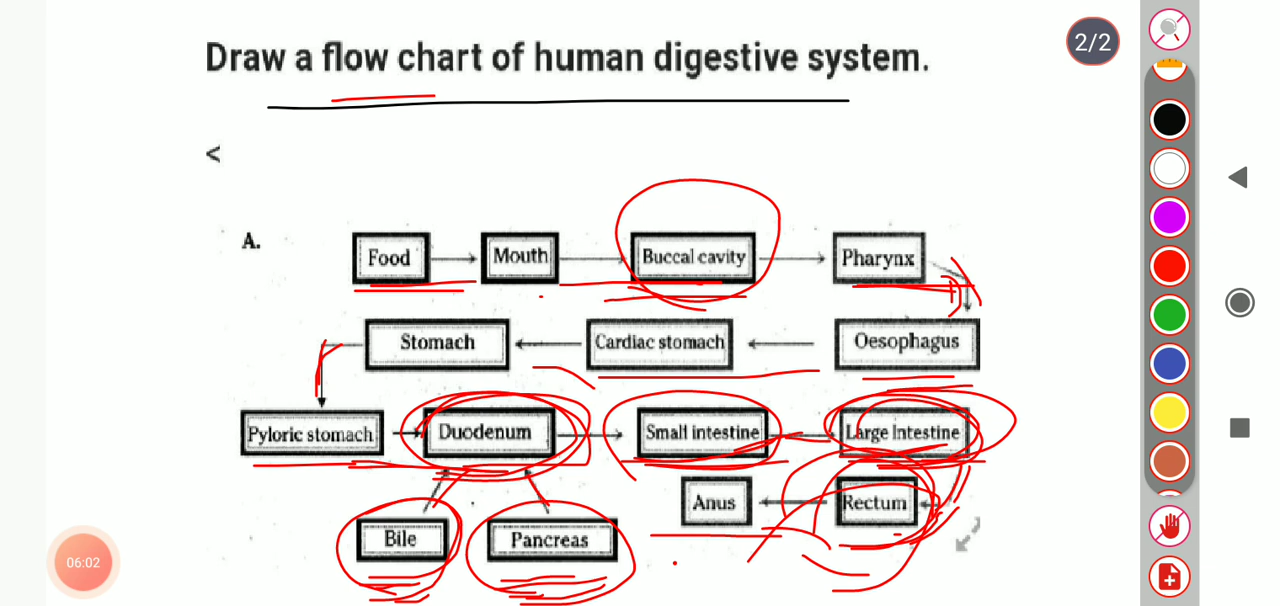 2/2
Draw a flow chart of human digestive system.
<
A.
Food Mouth Buccal cavity Pharynx
Stomach Cardiac stomach Oesophagus
Pyloric stomach Duodenum Small intestine Large Intestine
Anus Rectum
Bile Pancreas
06:02